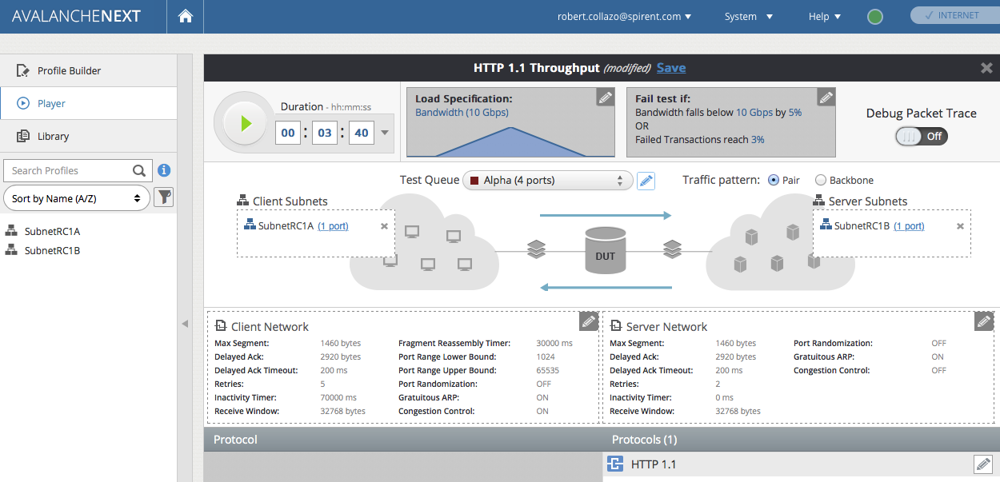 AVALANCHENEXT
robert.collazo@spirent.com
System
Help
✓ INTERNET
Profile Builder
Player
Library
Search Profiles
Sort by Name (A/Z)
SubnetRC1A
SubnetRC1B
HTTP 1.1 Throughput (modified) Save
Duration - hh:mm:ss
00 : 03 : 40
Load Specification:
Bandwidth (10 Gbps)
Fail test if:
Bandwidth falls below 10 Gbps by 5%
OR
Failed Transactions reach 3%
Debug Packet Trace
Off
Test Queue Alpha (4 ports)
Traffic pattern: Pair Backbone
Client Subnets
SubnetRC1A (1 port)
DUT
Server Subnets
SubnetRC1B (1 port)
Client Network
Max Segment: 1460 bytes Fragment Reassembly Timer: 30000 ms
Delayed Ack: 2920 bytes Port Range Lower Bound: 1024
Delayed Ack Timeout: 200 ms Port Range Upper Bound: 65535
Retries: 5 Port Randomization: OFF
Inactivity Timer: 70000 ms Gratuitous ARP: ON
Receive Window: 32768 bytes Congestion Control: ON
Server Network
Max Segment: 1460 bytes Port Randomization: OFF
Delayed Ack: 2920 bytes Gratuitous ARP: ON
Delayed Ack Timeout: 200 ms Congestion Control: OFF
Retries: 2
Inactivity Timer: 0 ms
Receive Window: 32768 bytes
Protocol
Protocols (1)
HTTP 1.1